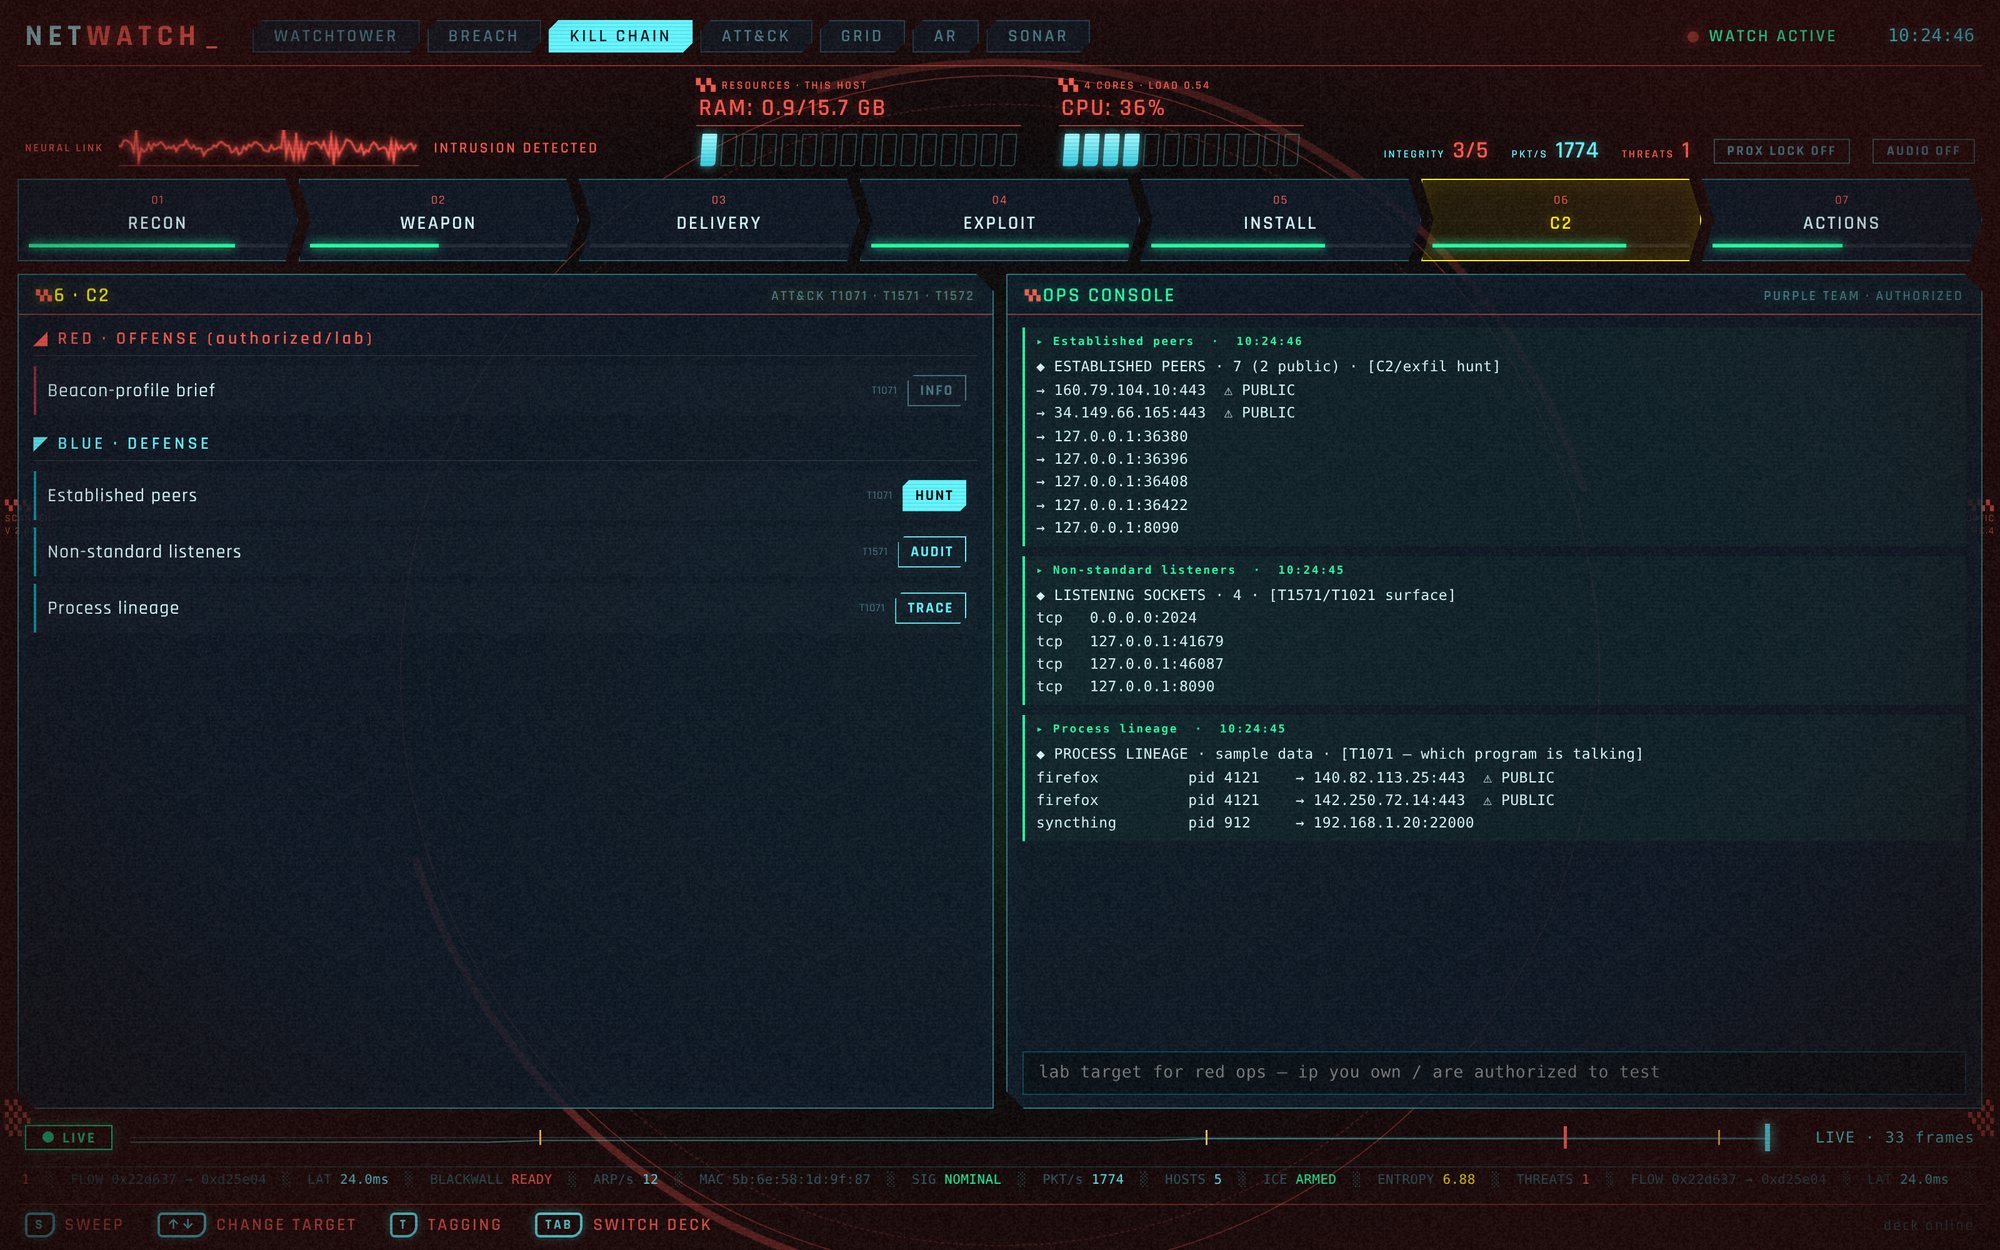 NETWATCH_
WATCHTOWER
BREACH
KILL CHAIN
ATT&CK
GRID
AR
SONAR
WATCH ACTIVE
10:24:46
NEURAL LINK
INTRUSION DETECTED
RESOURCES · THIS HOST
RAM: 0.9/15.7 GB
4 CORES · LOAD 0.54
CPU: 36%
INTEGRITY 3/5
PKT/S 1774
THREATS 1
PROX LOCK OFF
AUDIO OFF
01
RECON
02
WEAPON
03
DELIVERY
04
EXPLOIT
05
INSTALL
06
C2
07
ACTIONS
6 · C2
ATT&CK T1071 · T1571 · T1572
RED · OFFENSE (authorized/lab)
Beacon-profile brief
T1071 INFO
BLUE · DEFENSE
Established peers
T1071 HUNT
Non-standard listeners
T1571 AUDIT
Process lineage
T1071 TRACE
OPS CONSOLE
PURPLE TEAM · AUTHORIZED
▸ Established peers · 10:24:46
◆ ESTABLISHED PEERS · 7 (2 public) · [C2/exfil hunt]
→ 160.79.104.10:443 ⚠ PUBLIC
→ 34.149.66.165:443 ⚠ PUBLIC
→ 127.0.0.1:36380
→ 127.0.0.1:36396
→ 127.0.0.1:36408
→ 127.0.0.1:36422
→ 127.0.0.1:8090
▸ Non-standard listeners · 10:24:45
◆ LISTENING SOCKETS · 4 · [T1571/T1021 surface]
tcp 0.0.0.0:2024
tcp 127.0.0.1:41679
tcp 127.0.0.1:46087
tcp 127.0.0.1:8090
▸ Process lineage · 10:24:45
◆ PROCESS LINEAGE · sample data · [T1071 — which program is talking]
firefox pid 4121 → 140.82.113.25:443 ⚠ PUBLIC
firefox pid 4121 → 142.250.72.14:443 ⚠ PUBLIC
syncthing pid 912 → 192.168.1.20:22000
lab target for red ops — ip you own / are authorized to test
LIVE
LIVE · 33 frames
1 FLOW 0x22d637 → 0xd25e04 LAT 24.0ms BLACKWALL READY ARP/s 12 MAC 5b:6e:58:1d:9f:87 SIG NOMINAL PKT/s 1774 HOSTS 5 ICE ARMED ENTROPY 6.88 THREATS 1 FLOW 0x22d637 → 0xd25e04 LAT 24.0ms
S SWEEP
↑↓ CHANGE TARGET
T TAGGING
TAB SWITCH DECK
deck online